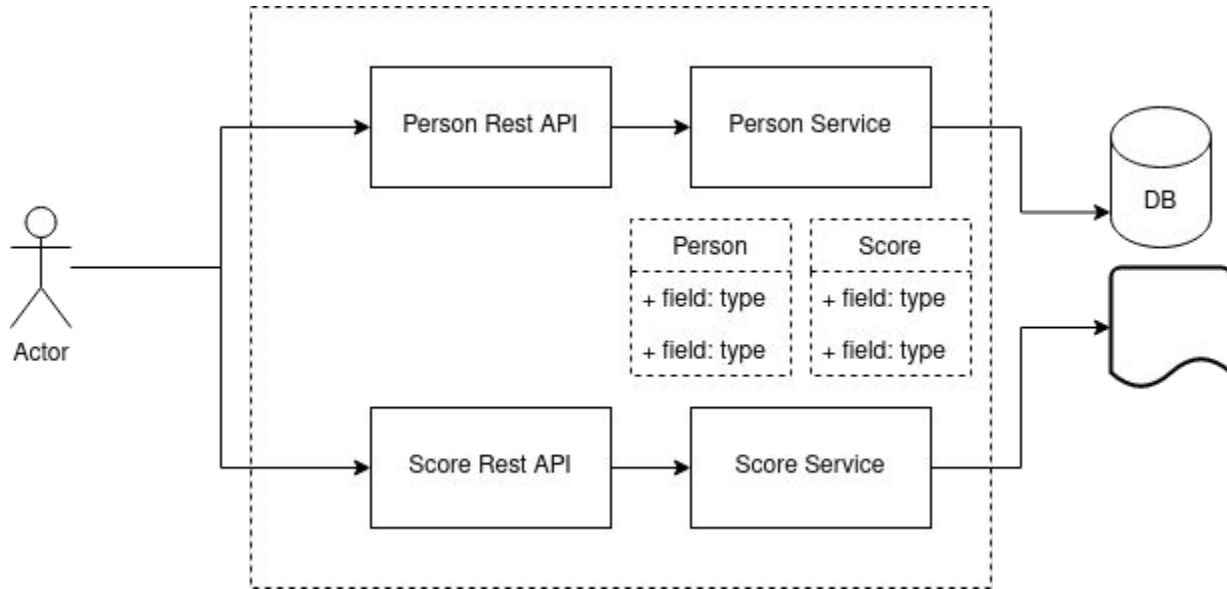 Person Rest API
Person Service
DB
Person
+ field: type
+ field: type
Score
+ field: type
+ field: type
Actor
Score Rest API
Score Service